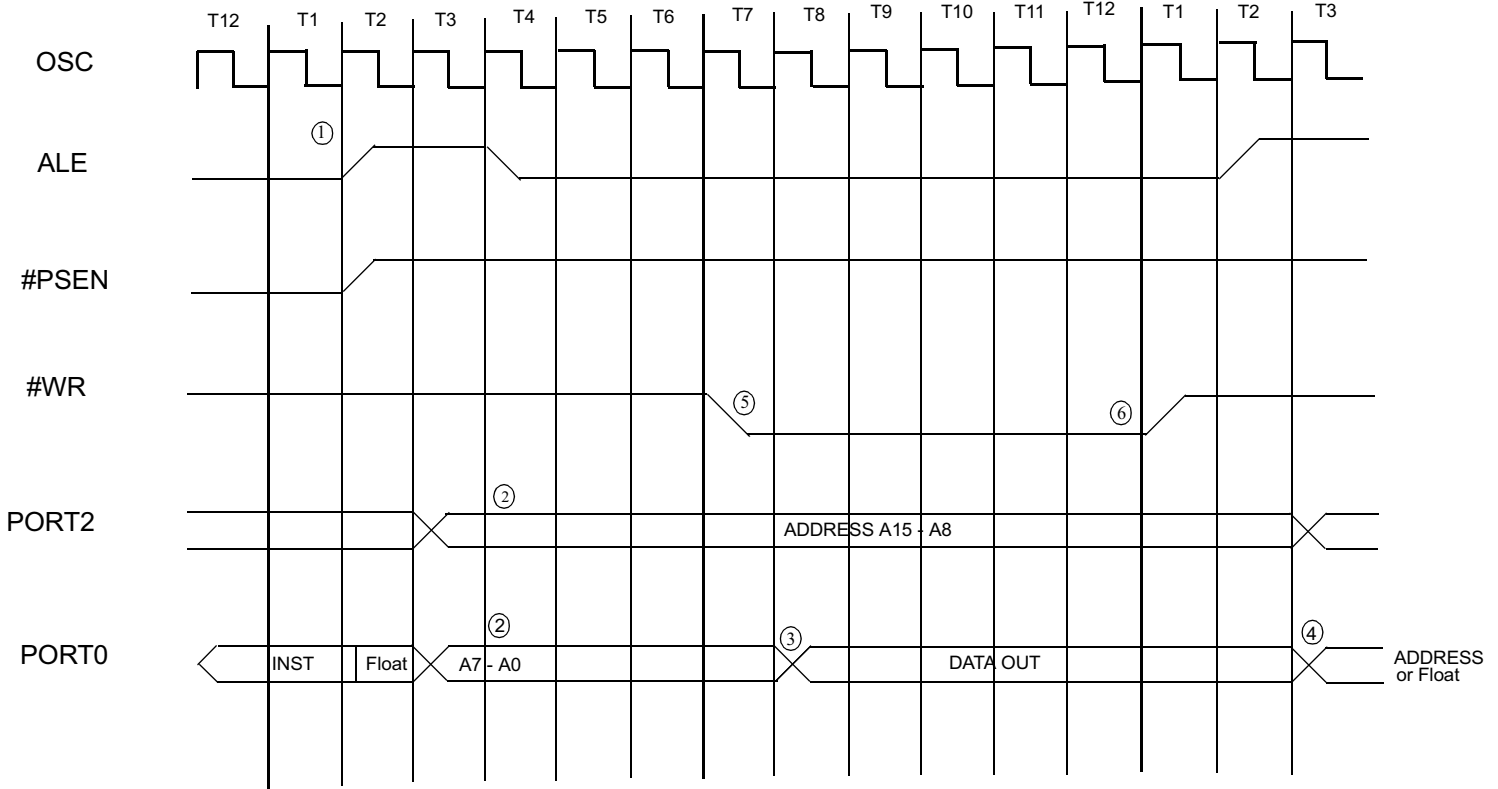 T12 T1 T2 T3 T4 T5 T6 T7 T8 T9 T10 T11 T12 T1 T2 T3
OSC
①
ALE
#PSEN
#WR
⑤
⑥
②
PORT2
ADDRESS A15 - A8
②
③
④
PORT0
INST Float A7 - A0 DATA OUT ADDRESS
or Float